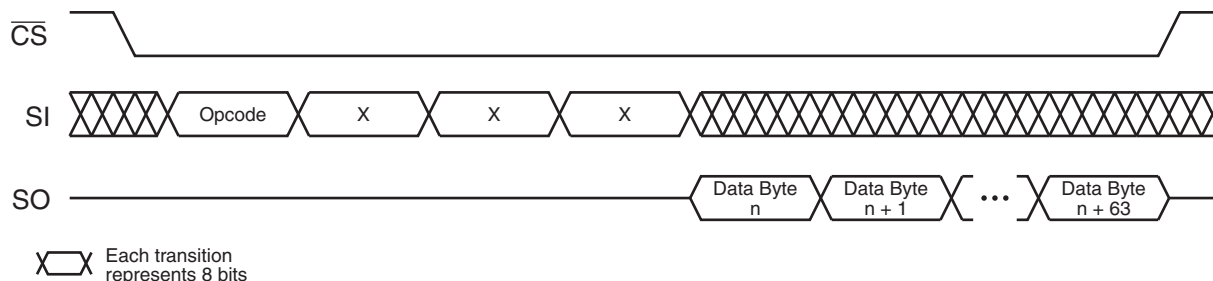 CS
SI
Opcode X X X
SO
Data Byte
n
Data Byte
n + 1
•••
Data Byte
n + 63
Each transition
represents 8 bits